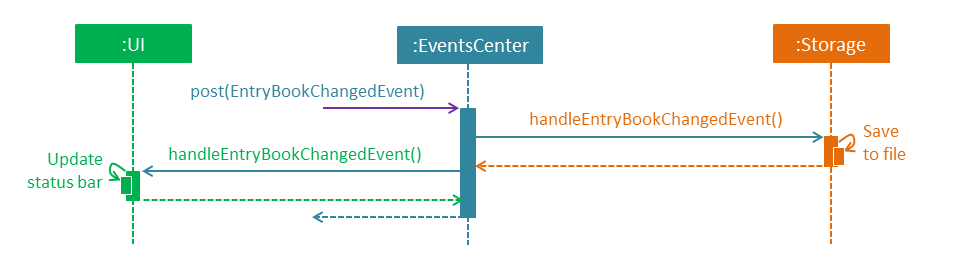 :UI
:EventsCenter
:Storage
post(EntryBookChangedEvent)
handleEntryBookChangedEvent()
Save
to file
handleEntryBookChangedEvent()
Update
status bar